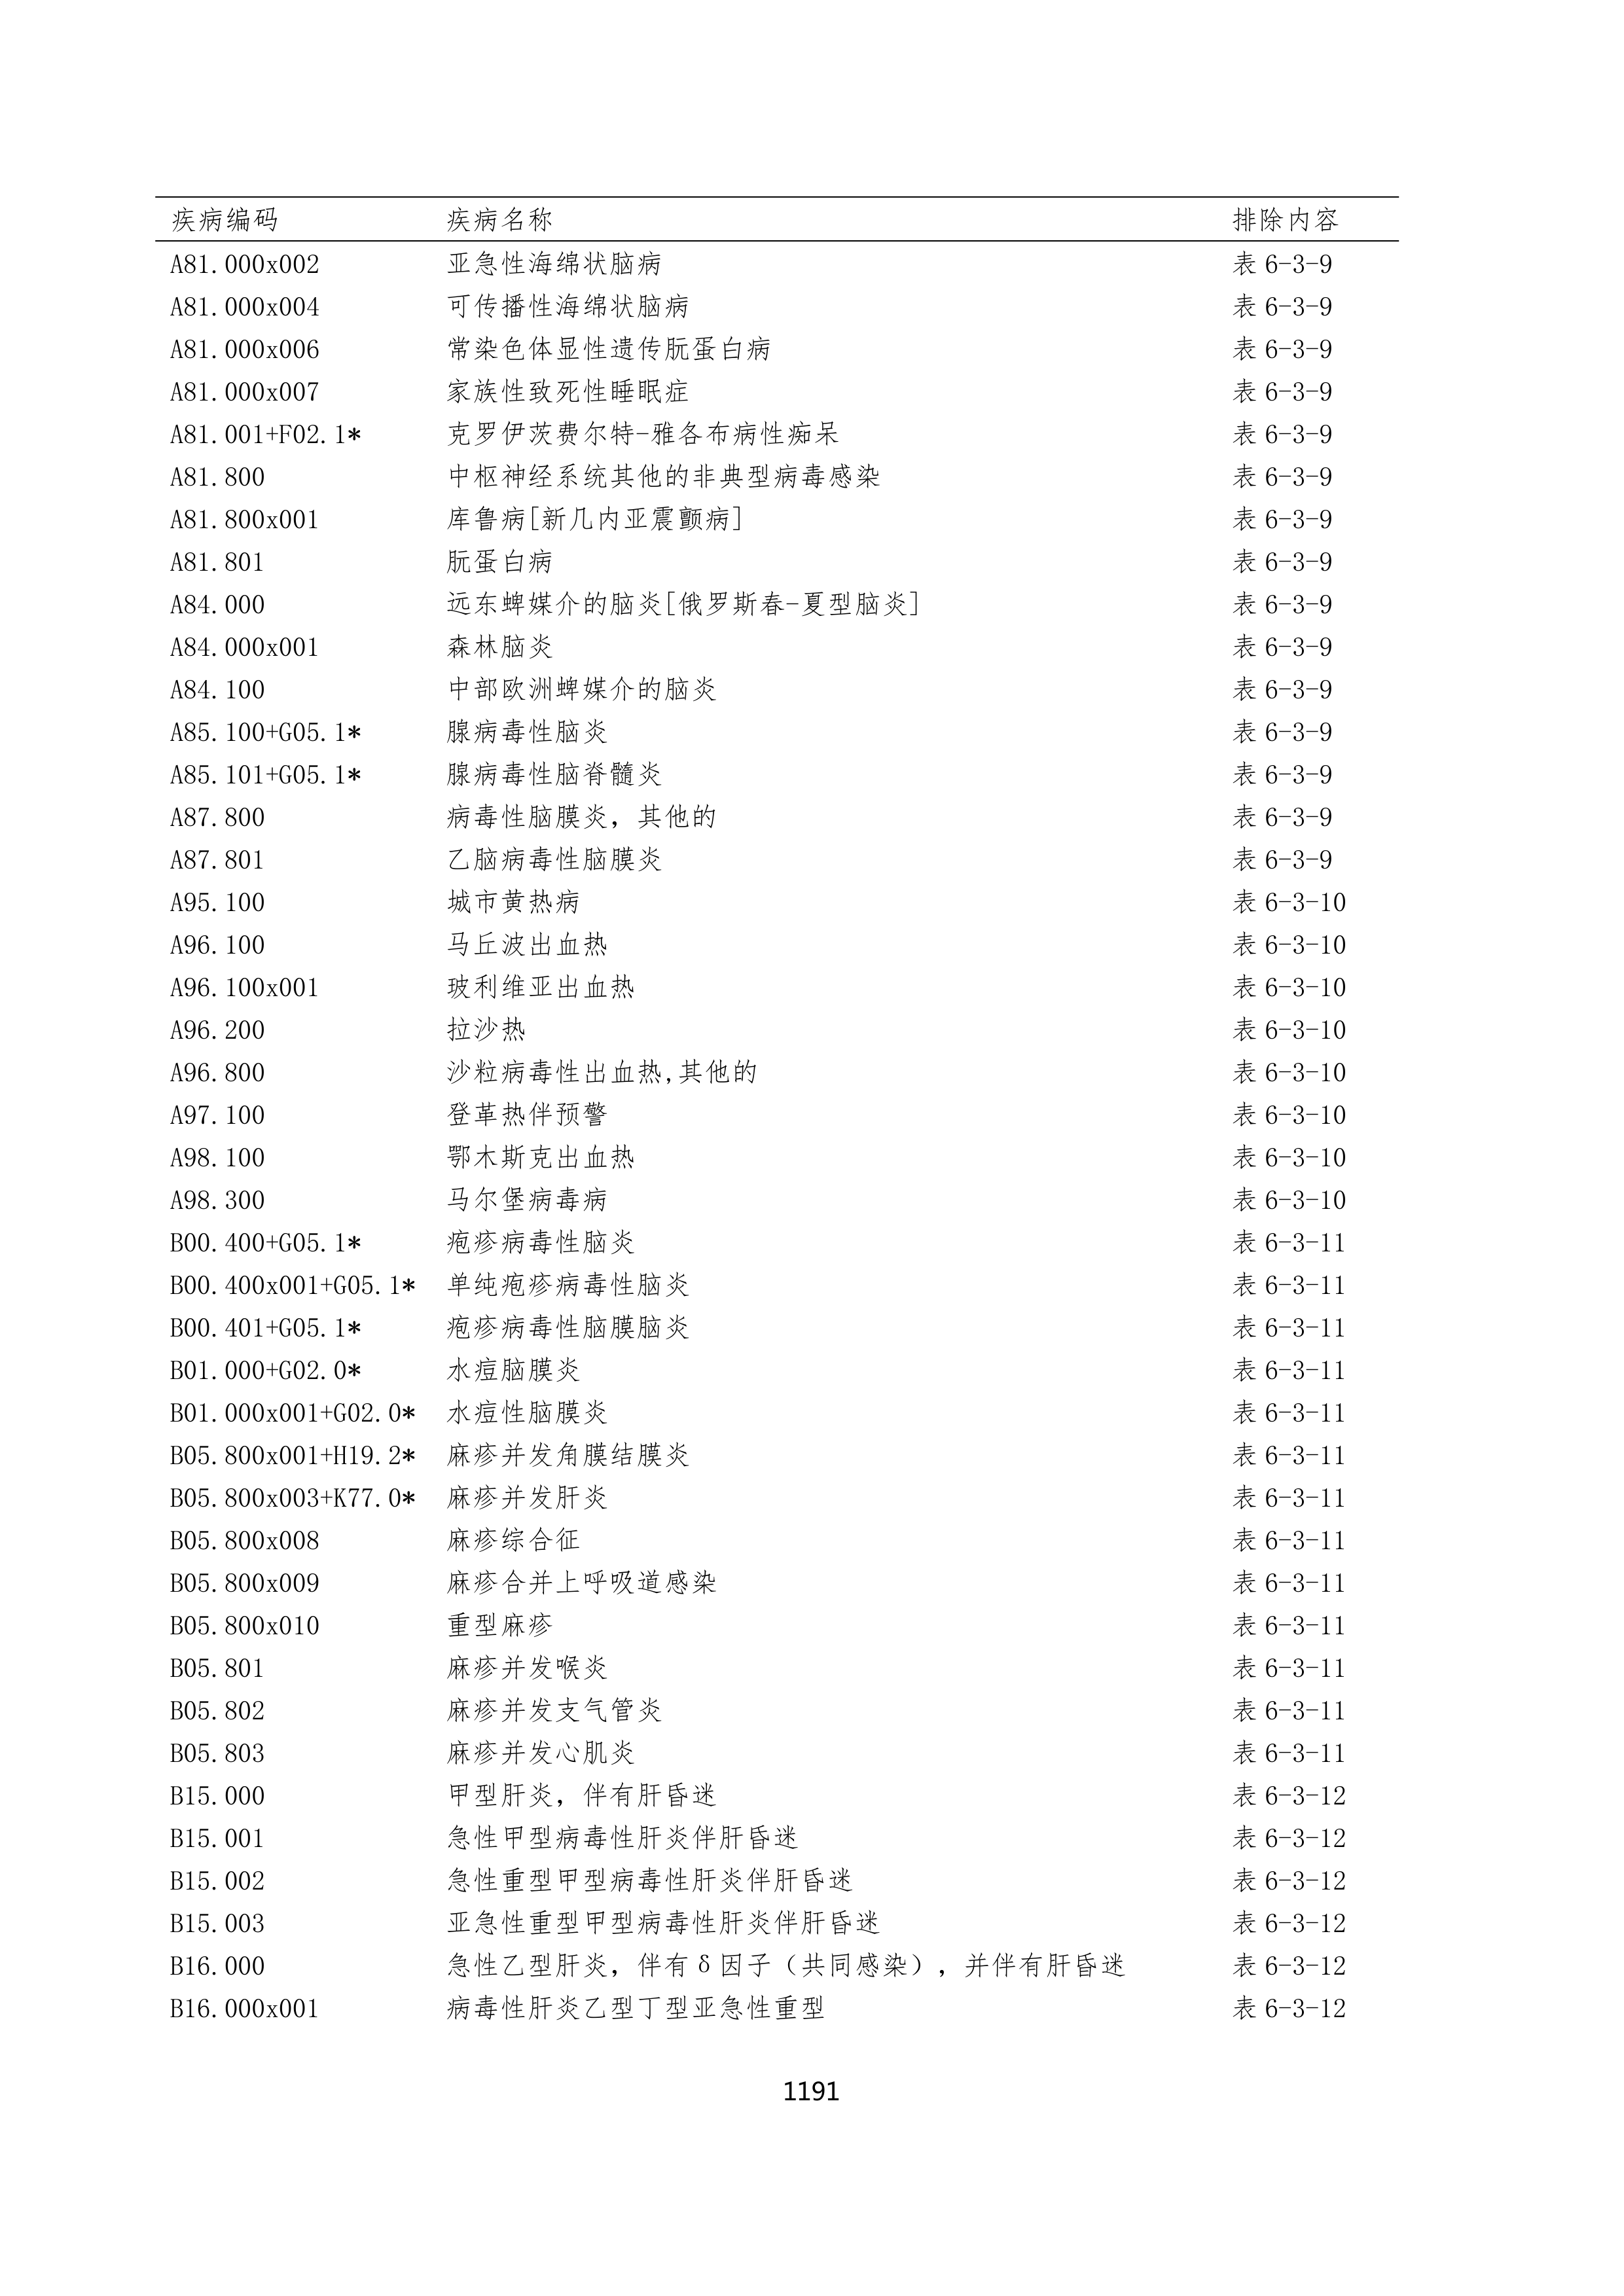 疾病编码 疾病名称 排除内容
A81.000x002 亚急性海绵状脑病 表 6-3-9
A81.000x004 可传播性海绵状脑病 表 6-3-9
A81.000x006 常染色体显性遗传朊蛋白病 表 6-3-9
A81.000x007 家族性致死性睡眠症 表 6-3-9
A81.001+F02.1* 克罗伊茨费尔特-雅各布病性痴呆 表 6-3-9
A81.800 中枢神经系统其他的非典型病毒感染 表 6-3-9
A81.800x001 库鲁病[新几内亚震颤病] 表 6-3-9
A81.801 朊蛋白病 表 6-3-9
A84.000 远东蜱媒介的脑炎[俄罗斯春-夏型脑炎] 表 6-3-9
A84.000x001 森林脑炎 表 6-3-9
A84.100 中部欧洲蜱媒介的脑炎 表 6-3-9
A85.100+G05.1* 腺病毒性脑炎 表 6-3-9
A85.101+G05.1* 腺病毒性脑脊髓炎 表 6-3-9
A87.800 病毒性脑膜炎，其他的 表 6-3-9
A87.801 乙脑病毒性脑膜炎 表 6-3-9
A95.100 城市黄热病 表 6-3-10
A96.100 马丘波出血热 表 6-3-10
A96.100x001 玻利维亚出血热 表 6-3-10
A96.200 拉沙热 表 6-3-10
A96.800 沙粒病毒性出血热,其他的 表 6-3-10
A97.100 登革热伴预警 表 6-3-10
A98.100 鄂木斯克出血热 表 6-3-10
A98.300 马尔堡病毒病 表 6-3-10
B00.400+G05.1* 疱疹病毒性脑炎 表 6-3-11
B00.400x001+G05.1* 单纯疱疹病毒性脑炎 表 6-3-11
B00.401+G05.1* 疱疹病毒性脑膜脑炎 表 6-3-11
B01.000+G02.0* 水痘脑膜炎 表 6-3-11
B01.000x001+G02.0* 水痘性脑膜炎 表 6-3-11
B05.800x001+H19.2* 麻疹并发角膜结膜炎 表 6-3-11
B05.800x003+K77.0* 麻疹并发肝炎 表 6-3-11
B05.800x008 麻疹综合征 表 6-3-11
B05.800x009 麻疹合并上呼吸道感染 表 6-3-11
B05.800x010 重型麻疹 表 6-3-11
B05.801 麻疹并发喉炎 表 6-3-11
B05.802 麻疹并发支气管炎 表 6-3-11
B05.803 麻疹并发心肌炎 表 6-3-11
B15.000 甲型肝炎，伴有肝昏迷 表 6-3-12
B15.001 急性甲型病毒性肝炎伴肝昏迷 表 6-3-12
B15.002 急性重型甲型病毒性肝炎伴肝昏迷 表 6-3-12
B15.003 亚急性重型甲型病毒性肝炎伴肝昏迷 表 6-3-12
B16.000 急性乙型肝炎，伴有δ因子（共同感染），并伴有肝昏迷 表 6-3-12
B16.000x001 病毒性肝炎乙型丁型亚急性重型 表 6-3-12
1191